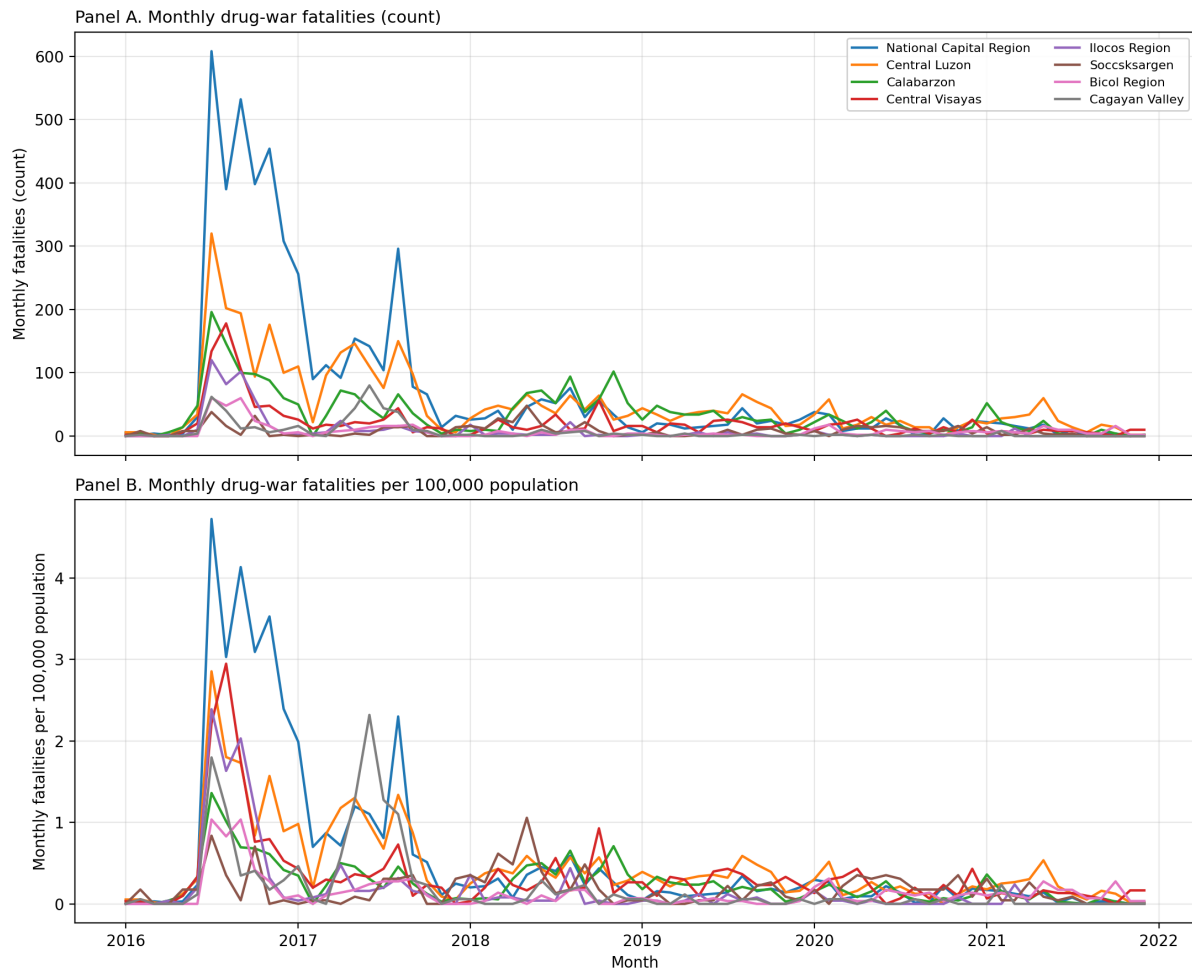 Panel A. Monthly drug-war fatalities (count)
600
500
400
300
200
100
0
Monthly fatalities (count)
National Capital Region
Central Luzon
Calabarzon
Central Visayas
Ilocos Region
Soccsksargen
Bicol Region
Cagayan Valley
Panel B. Monthly drug-war fatalities per 100,000 population
4
3
2
1
0
Monthly fatalities per 100,000 population
2016
2017
2018
2019
2020
2021
2022
Month